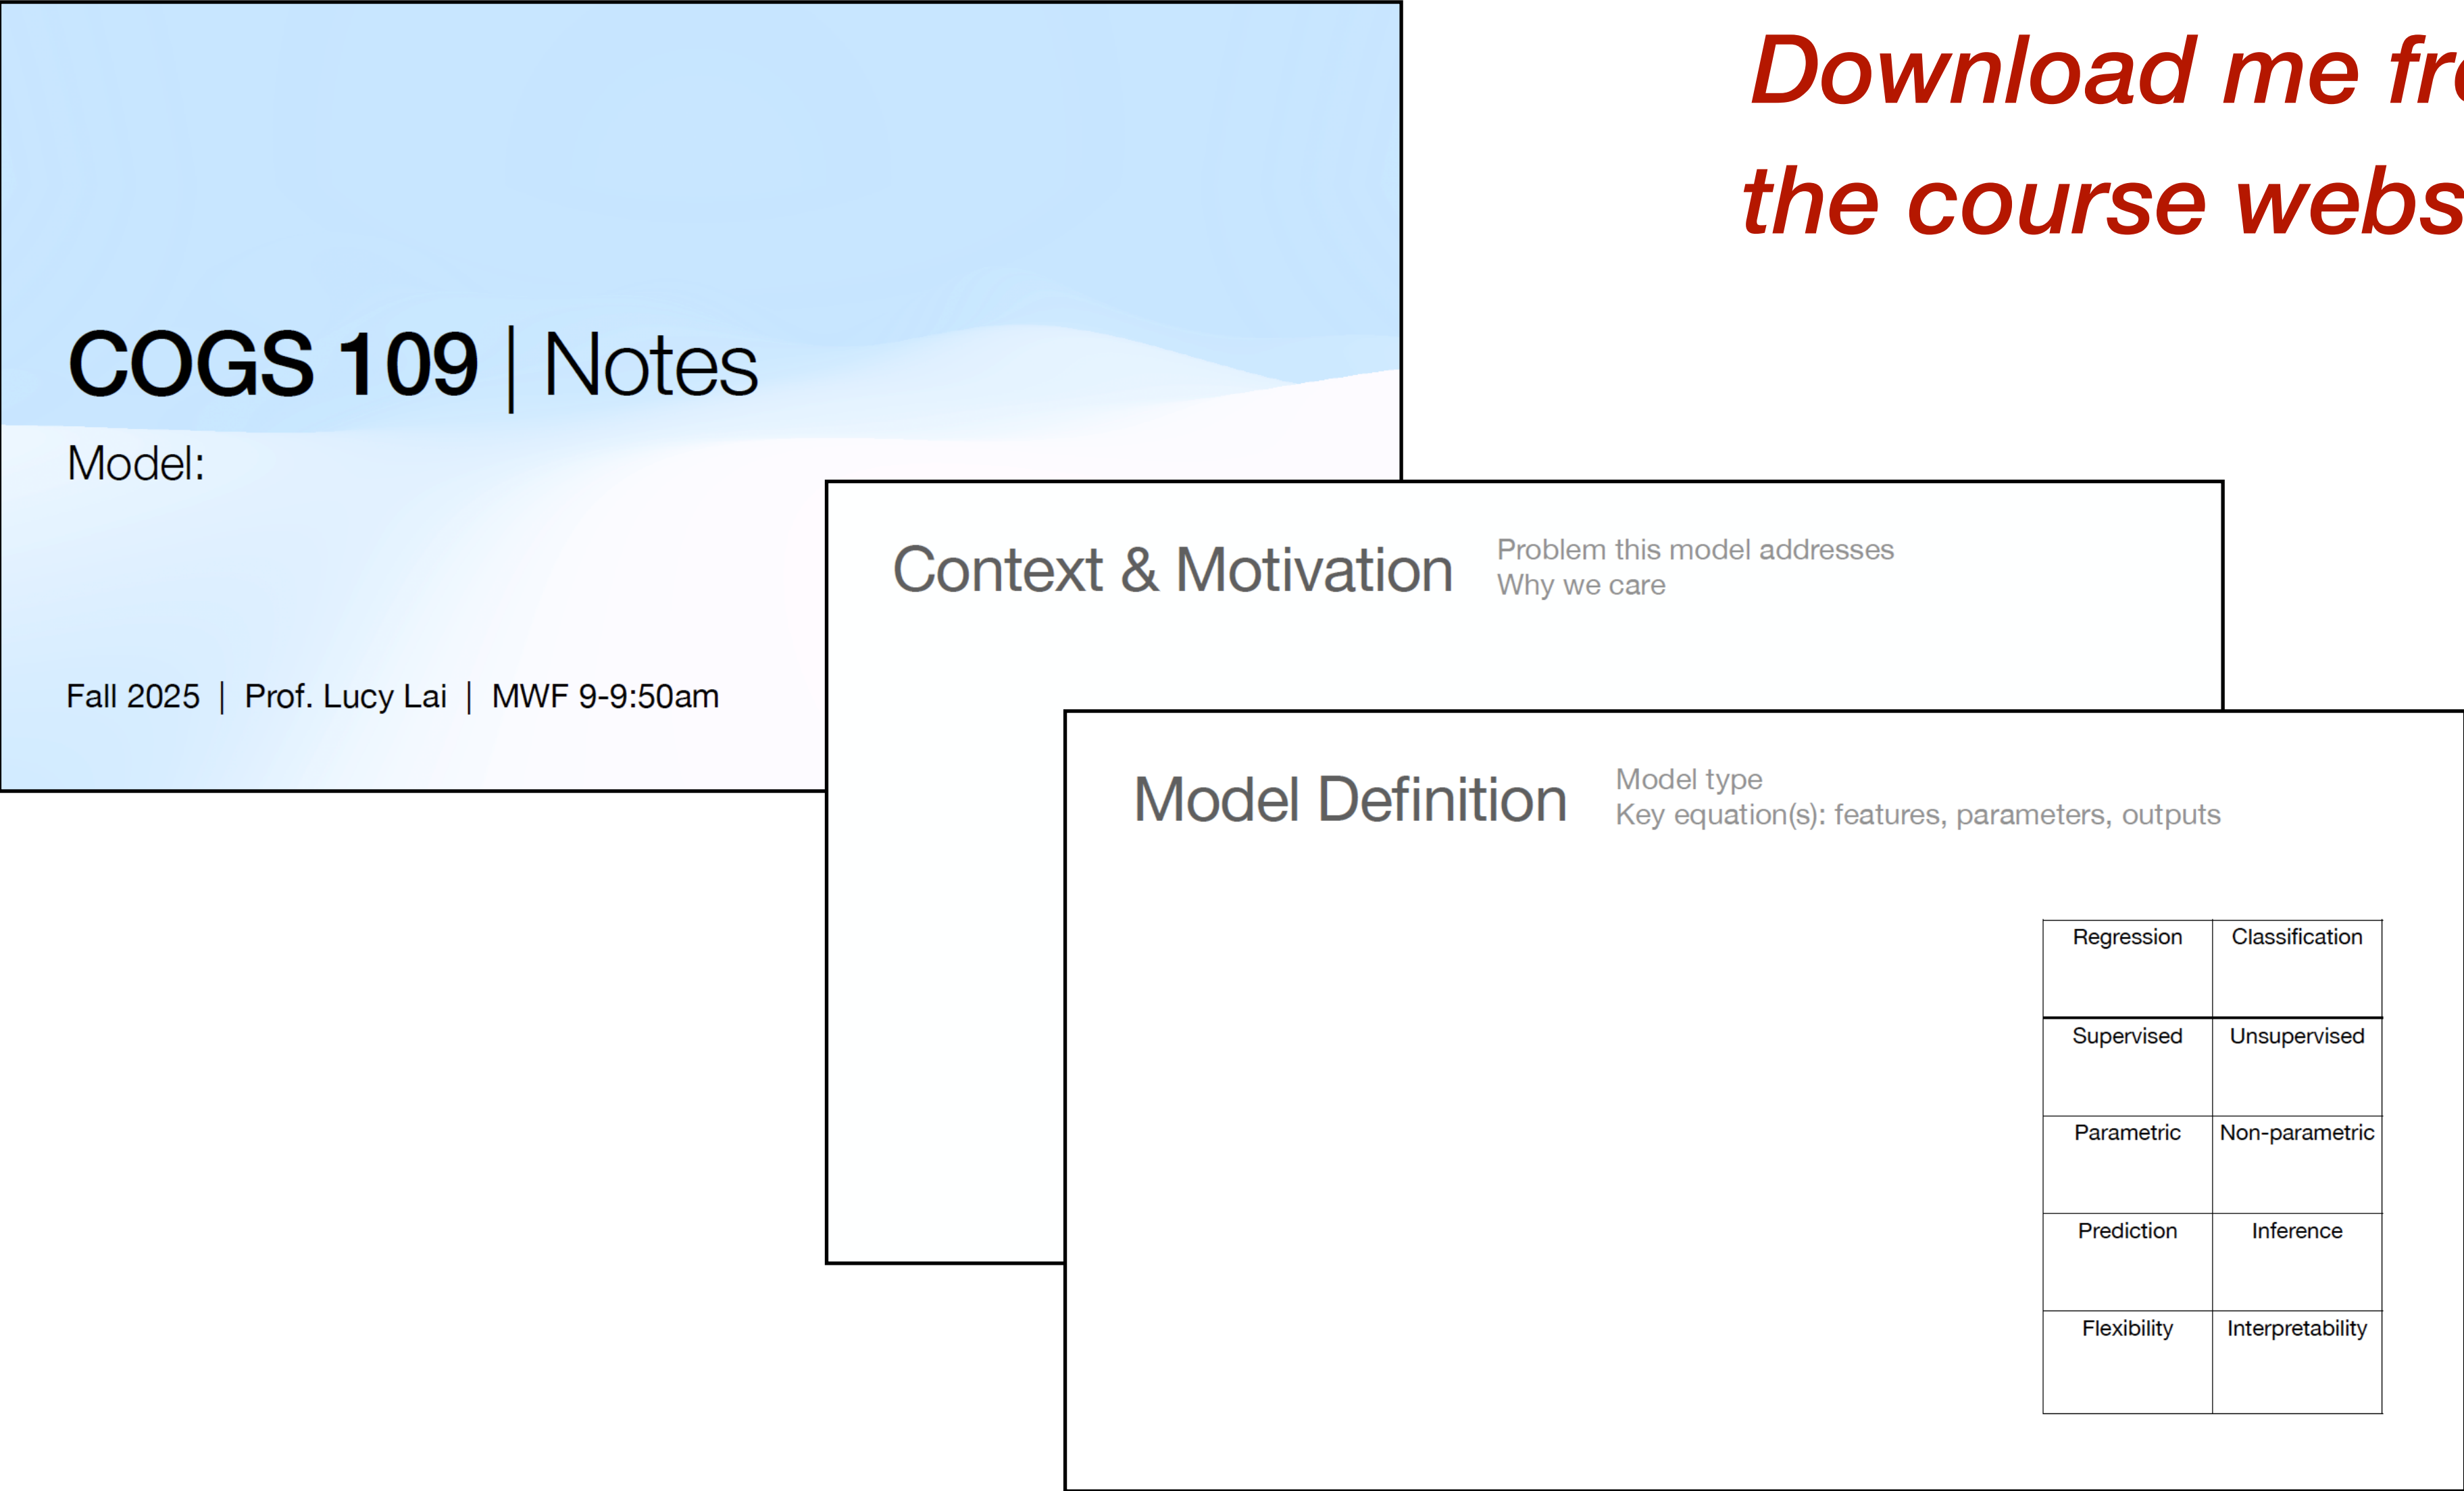 Download me fro
the course webs
COGS 109 | Notes
Model:
Fall 2025 | Prof. Lucy Lai | MWF 9-9:50am
Context & Motivation
Problem this model addresses
Why we care
Model Definition
Model type
Key equation(s): features, parameters, outputs
Regression Classification
Supervised Unsupervised
Parametric Non-parametric
Prediction Inference
Flexibility Interpretability